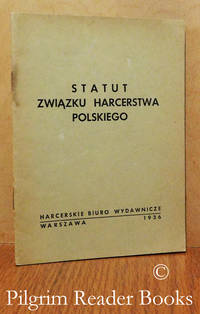 STATUT
ZWIĄZKU HARCERSTWA
POLSKIEGO
HARCERSKIE BIURO WYDAWNICZE
WARSZAWA 1936
©
Pilgrim Reader Books